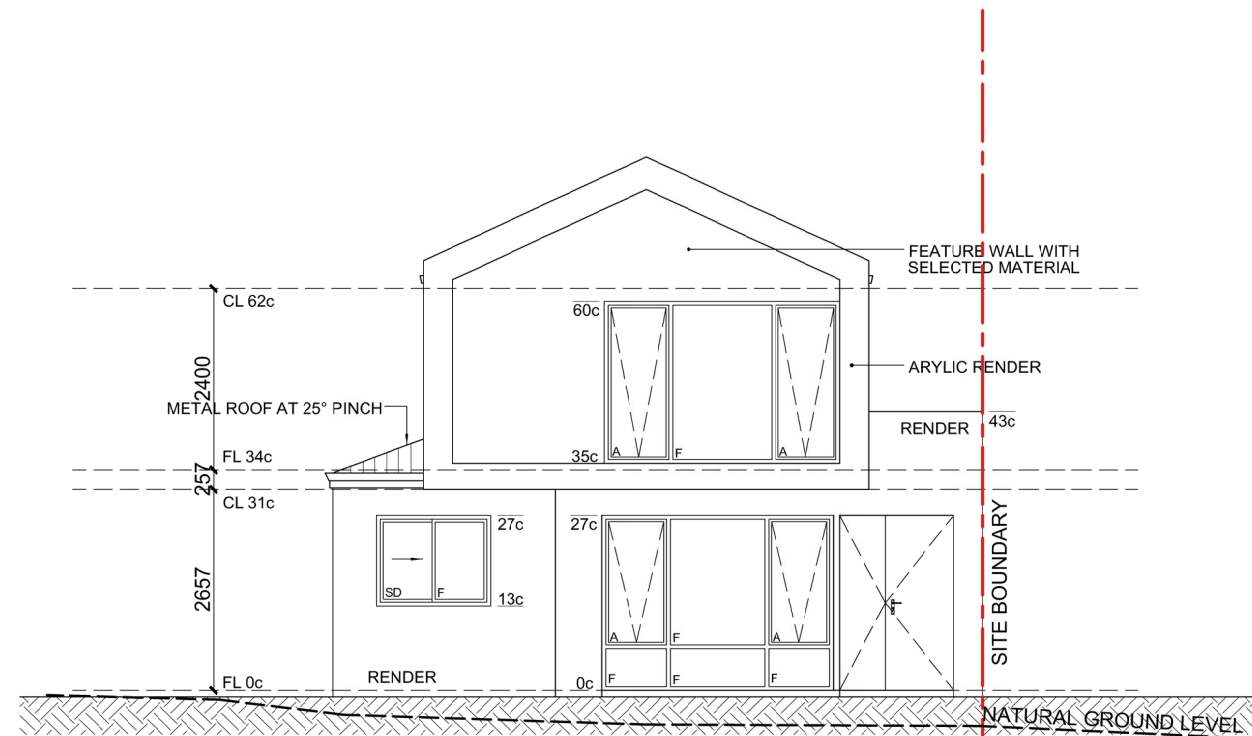 FEATURE WALL WITH
SELECTED MATERIAL
CL 62c
60c
2400
ARYLIC RENDER
METAL ROOF AT 25° PINCH
43c
RENDER
FL 34c
35c
A
F
A
257
CL 31c
27c
27c
SITE BOUNDARY
2657
SD
F
13c
A
F
A
RENDER
FL 0c
0c
F
F
F
NATURAL GROUND LEVEL